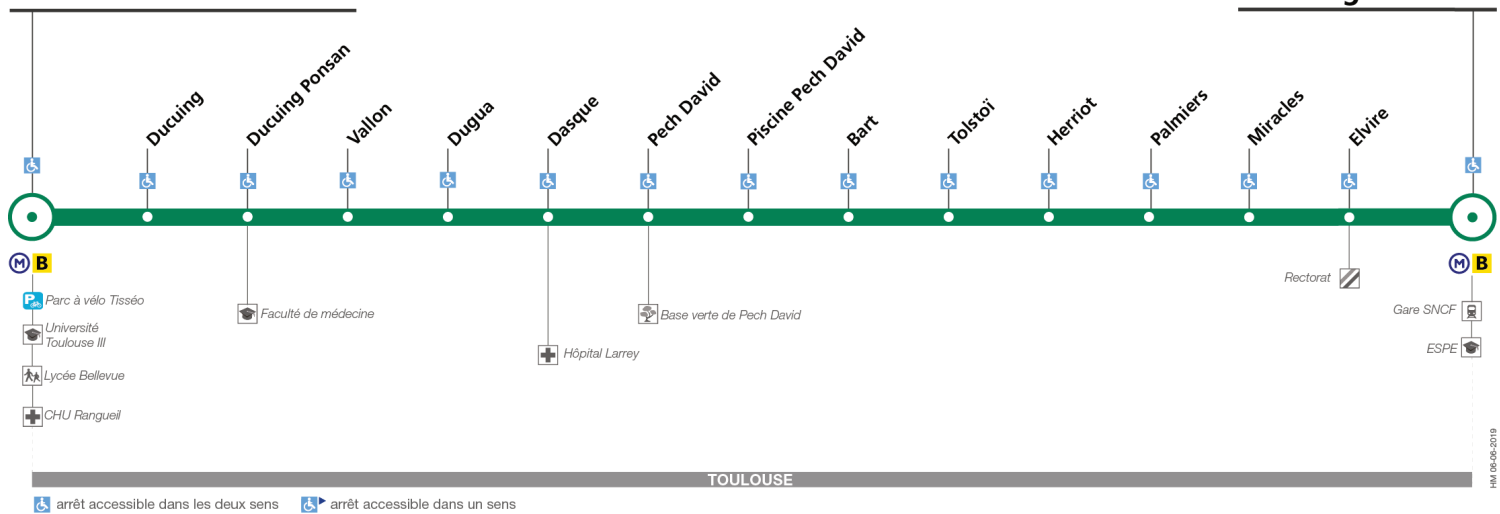 Ducuing
Ducuing Ponsan
Vallon
Dugua
Dasque
Pech David
Piscine Pech David
Bart
Tolstoï
Herriot
Palmiers
Miracles
Elvire
M B
M B
P
Parc à vélo Tisséo
Université
Toulouse III
Lycée Bellevue
CHU Rangueil
Faculté de médecine
Hôpital Larrey
Base verte de Pech David
Rectorat
Gare SNCF
ESPE
HM 06-06-2019
TOULOUSE
arrêt accessible dans les deux sens
arrêt accessible dans un sens